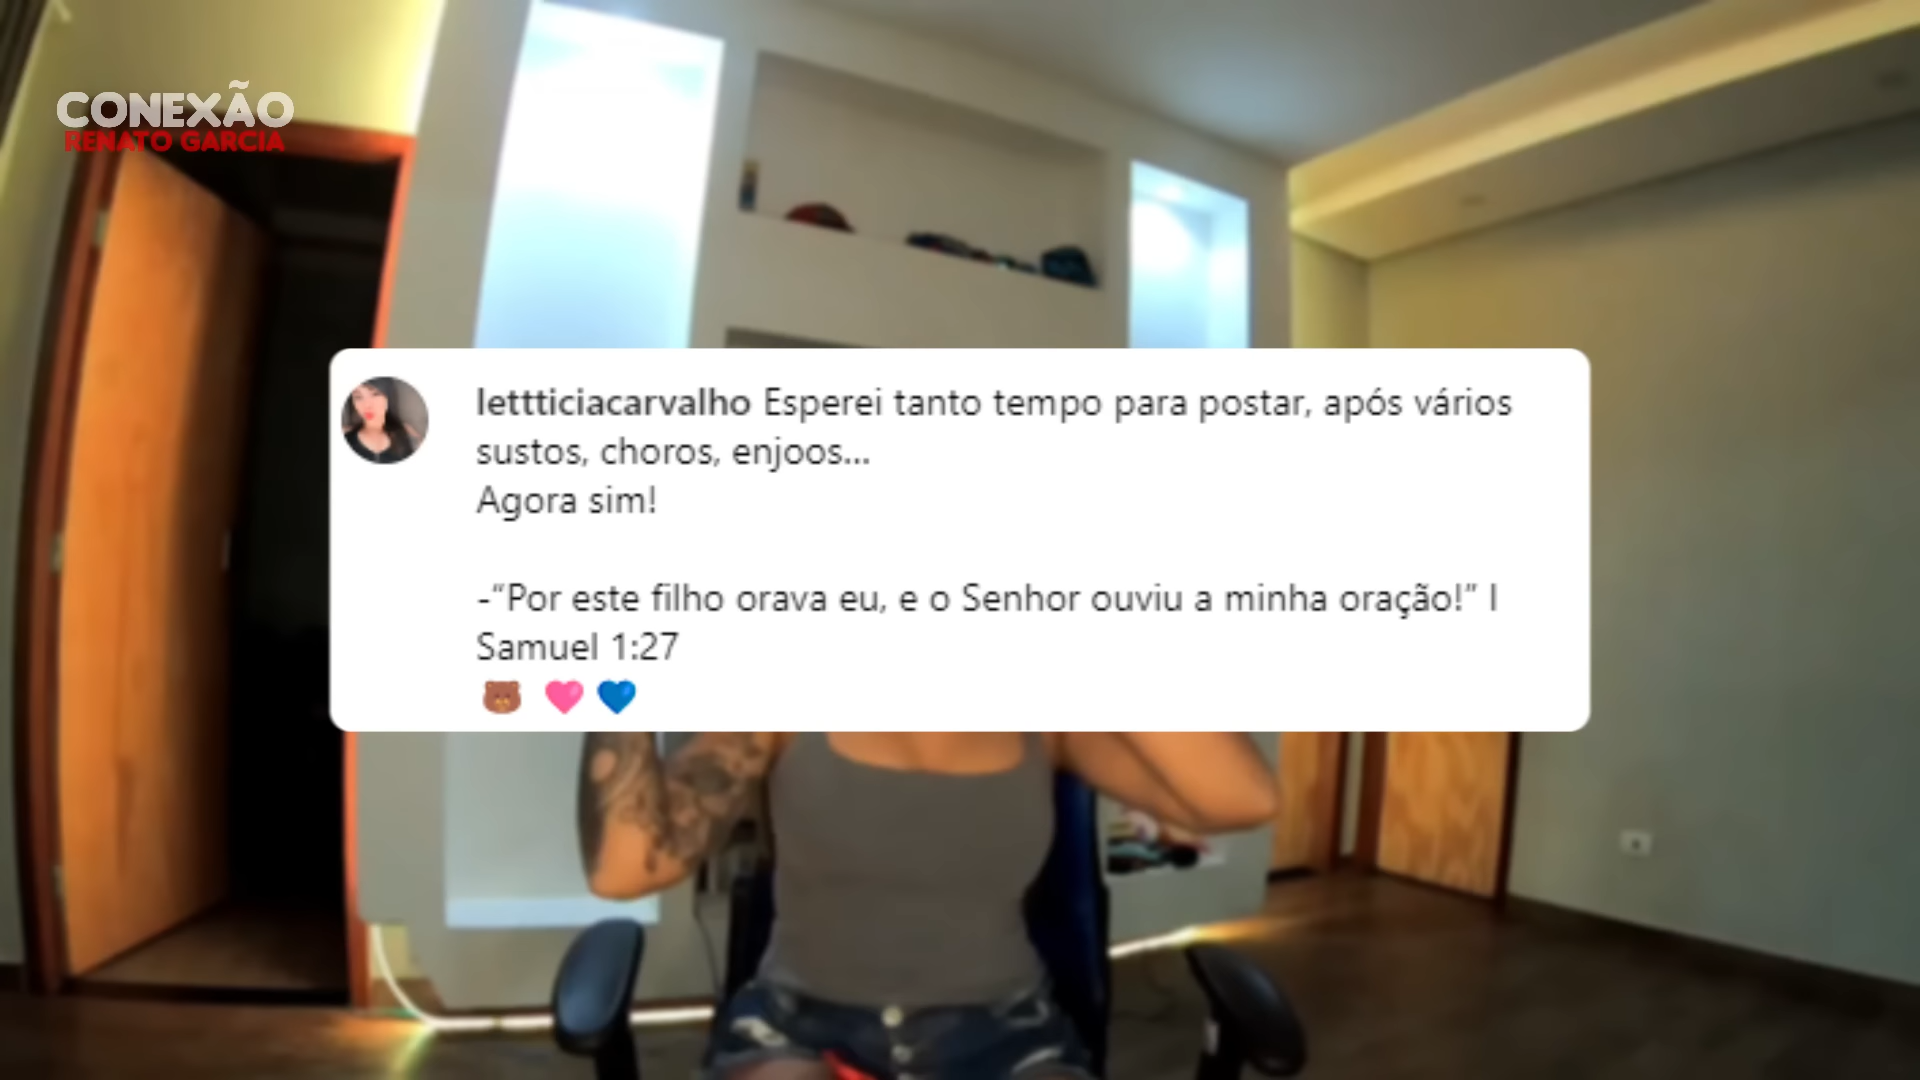 CONEXÃO
RENATO GARCIA
lettticiacarvalho Esperei tanto tempo para postar, após vários
sustos, choros, enjoos...
Agora sim!
-“Por este filho orava eu, e o Senhor ouviu a minha oração!” I
Samuel 1:27